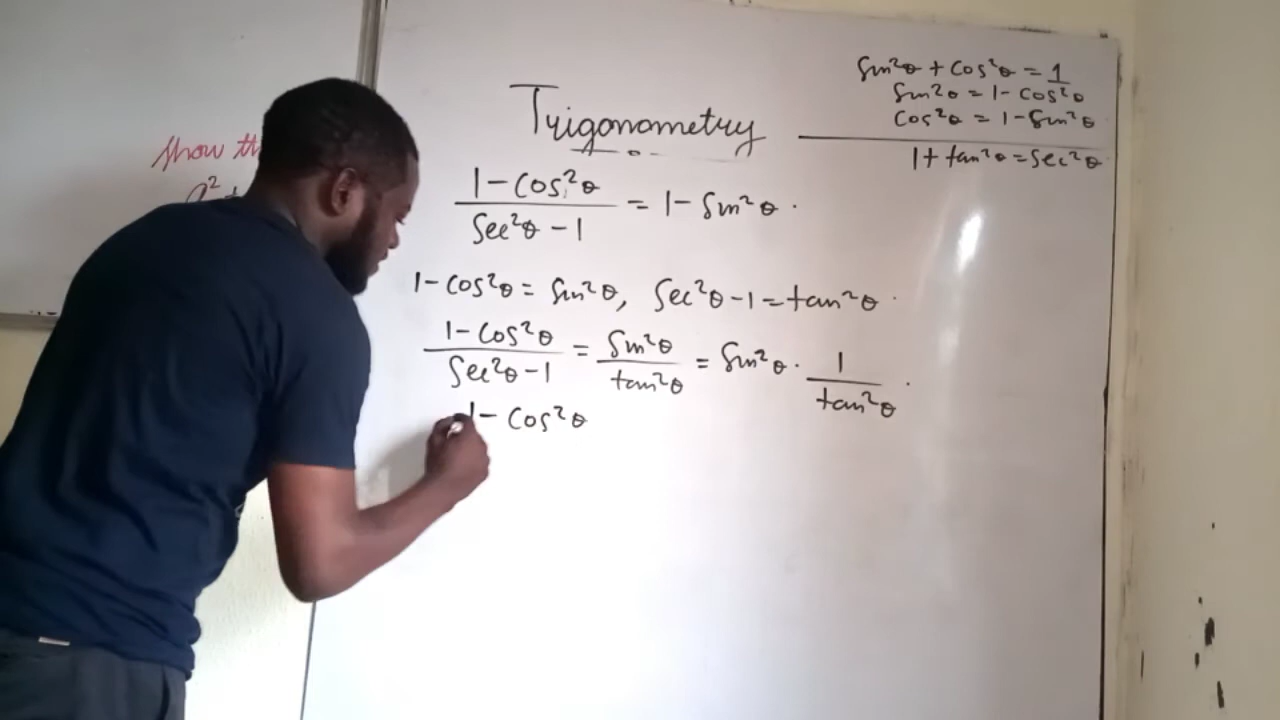 Show th
a² +
Trigonometry
sin²θ + cos²θ = 1
sin²θ = 1 - cos²θ
cos²θ = 1 - sin²θ
1 + tan²θ = sec²θ
1 - cos²θ / sec²θ - 1 = 1 - sin²θ .
1 - cos²θ = sin²θ, sec²θ - 1 = tan²θ .
1 - cos²θ / sec²θ - 1 = sin²θ / tan²θ = sin²θ . 1 / tan²θ .
1 - cos²θ